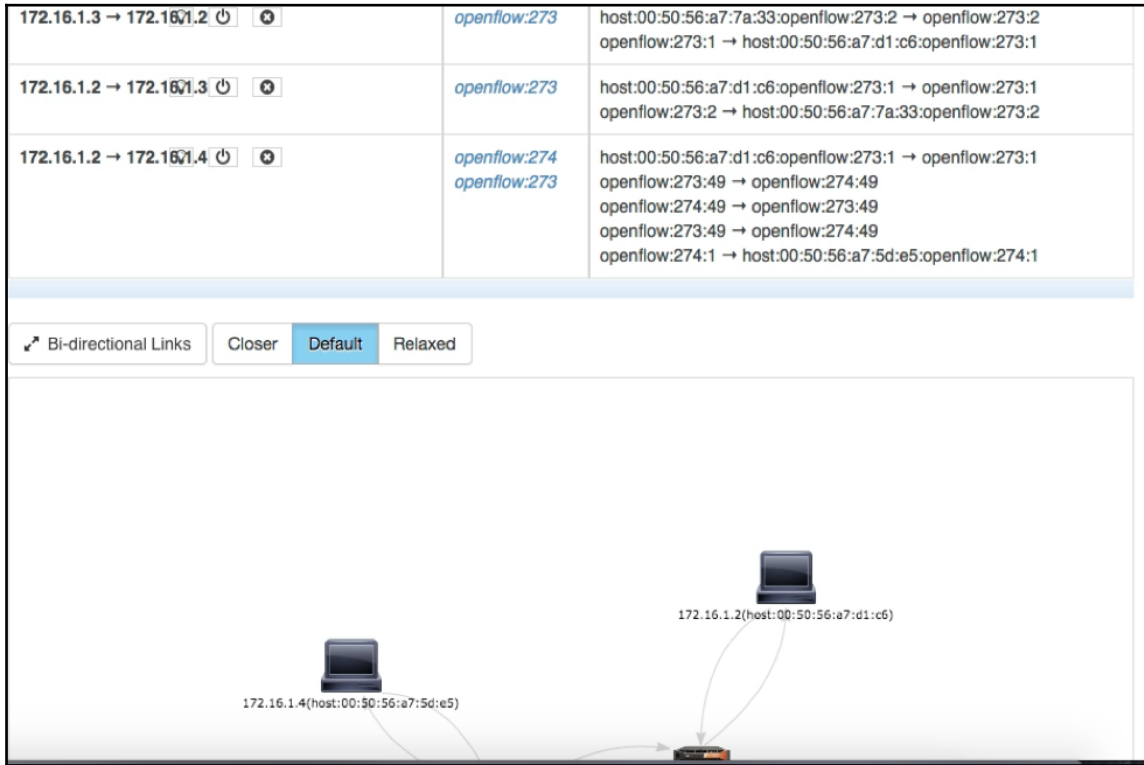 172.16.1.3 → 172.16.1.2
openflow:273
host:00:50:56:a7:7a:33:openflow:273:2 → openflow:273:2
openflow:273:1 → host:00:50:56:a7:d1:c6:openflow:273:1
172.16.1.2 → 172.16.1.3
openflow:273
host:00:50:56:a7:d1:c6:openflow:273:1 → openflow:273:1
openflow:273:2 → host:00:50:56:a7:7a:33:openflow:273:2
172.16.1.2 → 172.16.1.4
openflow:274
openflow:273
host:00:50:56:a7:d1:c6:openflow:273:1 → openflow:273:1
openflow:273:49 → openflow:274:49
openflow:274:49 → openflow:273:49
openflow:273:49 → openflow:274:49
openflow:274:1 → host:00:50:56:a7:5d:e5:openflow:274:1
Bi-directional Links
Closer
Default
Relaxed
172.16.1.2(host:00:50:56:a7:d1:c6)
172.16.1.4(host:00:50:56:a7:5d:e5)